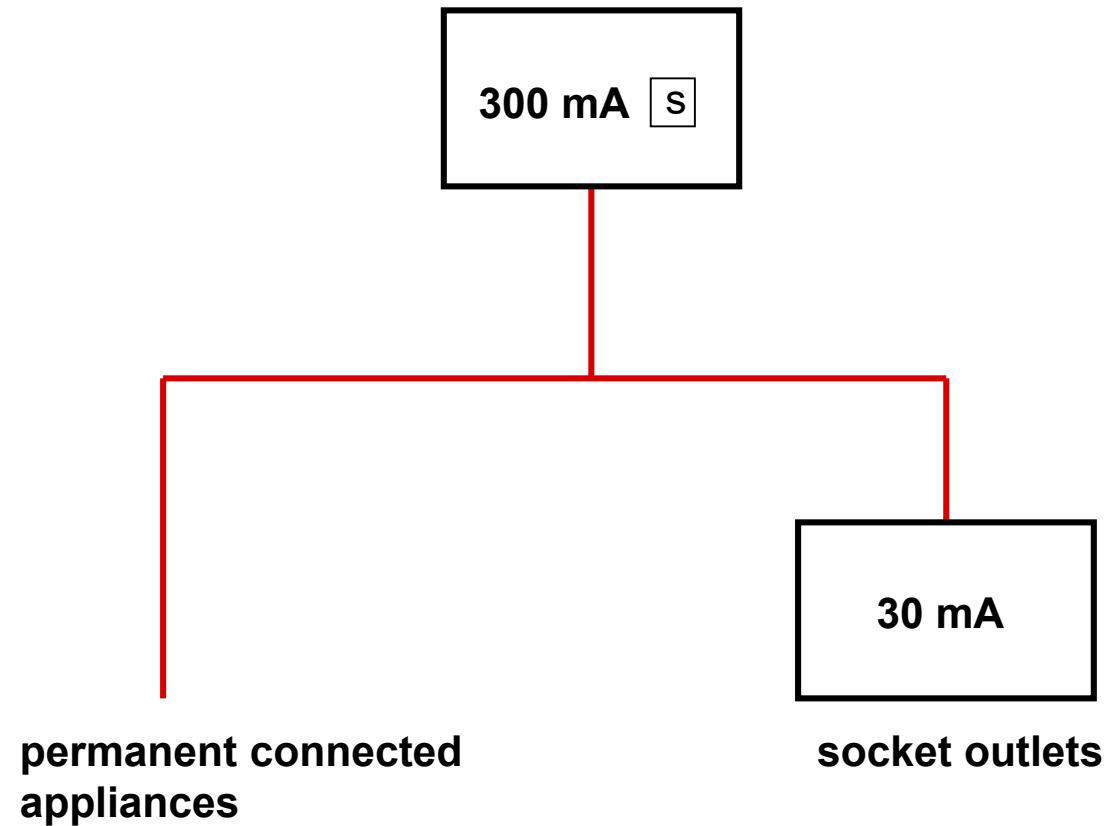 300 mA S
30 mA
permanent connected
appliances
socket outlets